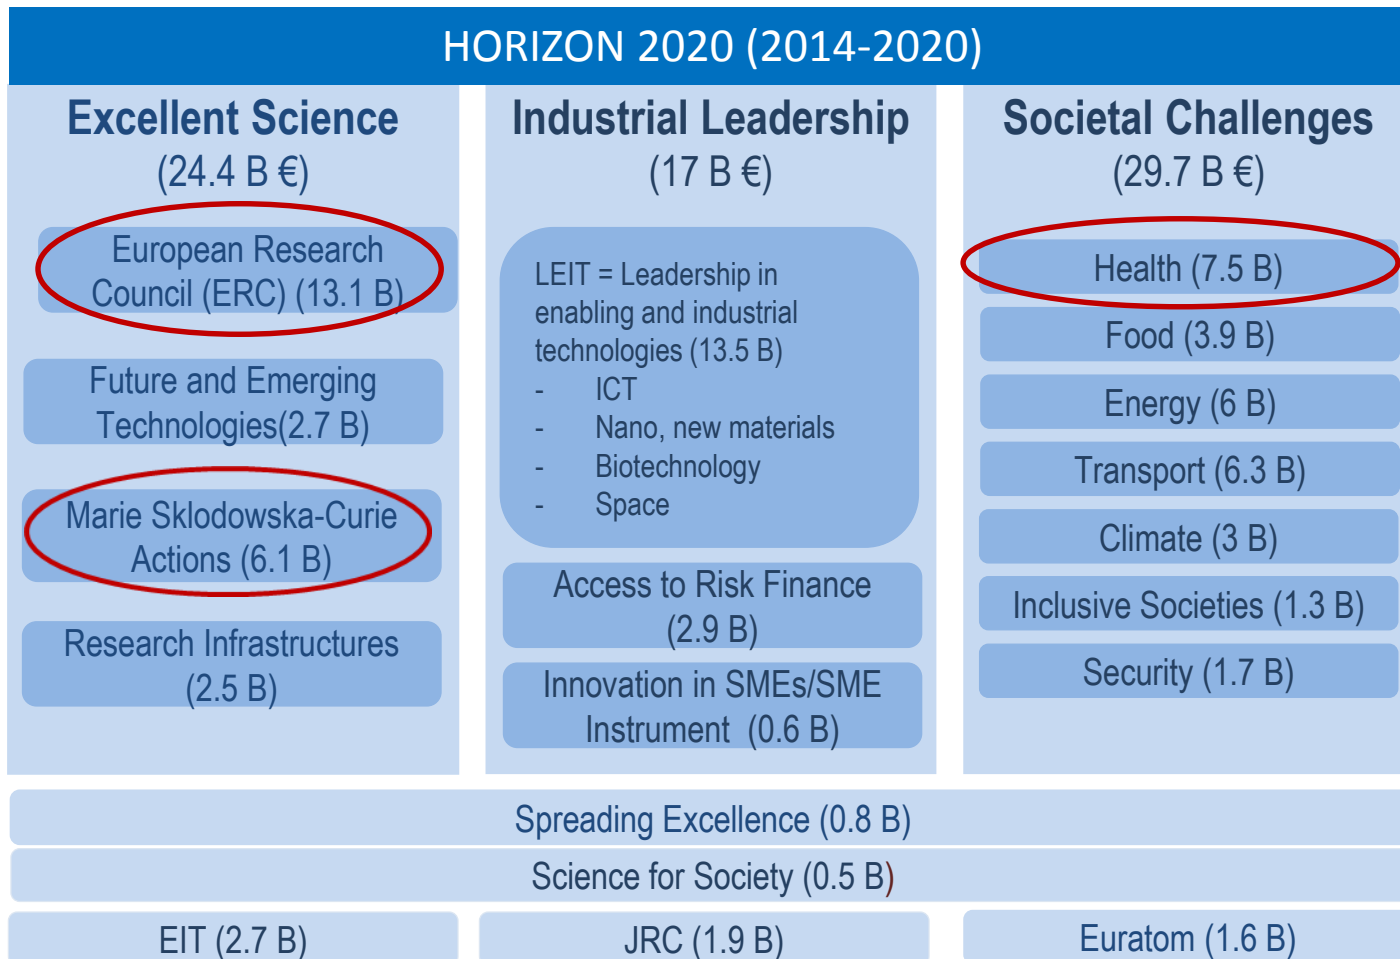 HORIZON 2020 (2014-2020)
Excellent Science
(24.4 B €)
European Research
Council (ERC) (13.1 B)
Future and Emerging
Technologies(2.7 B)
Marie Sklodowska-Curie
Actions (6.1 B)
Research Infrastructures
(2.5 B)
Industrial Leadership
(17 B €)
LEIT = Leadership in
enabling and industrial
technologies (13.5 B)
- ICT
- Nano, new materials
- Biotechnology
- Space
Access to Risk Finance
(2.9 B)
Innovation in SMEs/SME
Instrument (0.6 B)
Societal Challenges
(29.7 B €)
Health (7.5 B)
Food (3.9 B)
Energy (6 B)
Transport (6.3 B)
Climate (3 B)
Inclusive Societies (1.3 B)
Security (1.7 B)
Spreading Excellence (0.8 B)
Science for Society (0.5 B)
EIT (2.7 B)
JRC (1.9 B)
Euratom (1.6 B)